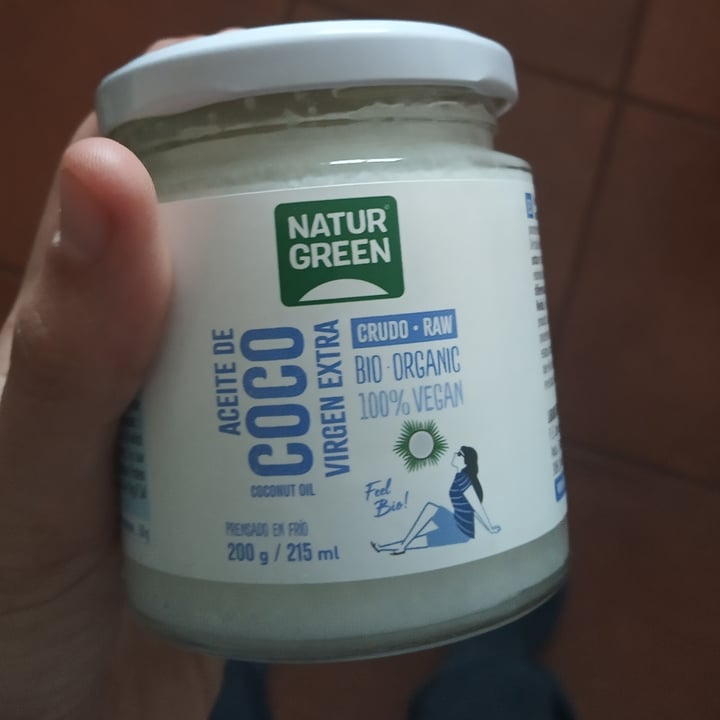 NATUR
GREEN
ACEITE DE
COCO
VIRGEN EXTRA
COCONUT OIL
CRUDO · RAW
BIO · ORGANIC
100% VEGAN
Feel
Bio!
PRENSADO EN FRÍO
200 g / 215 ml